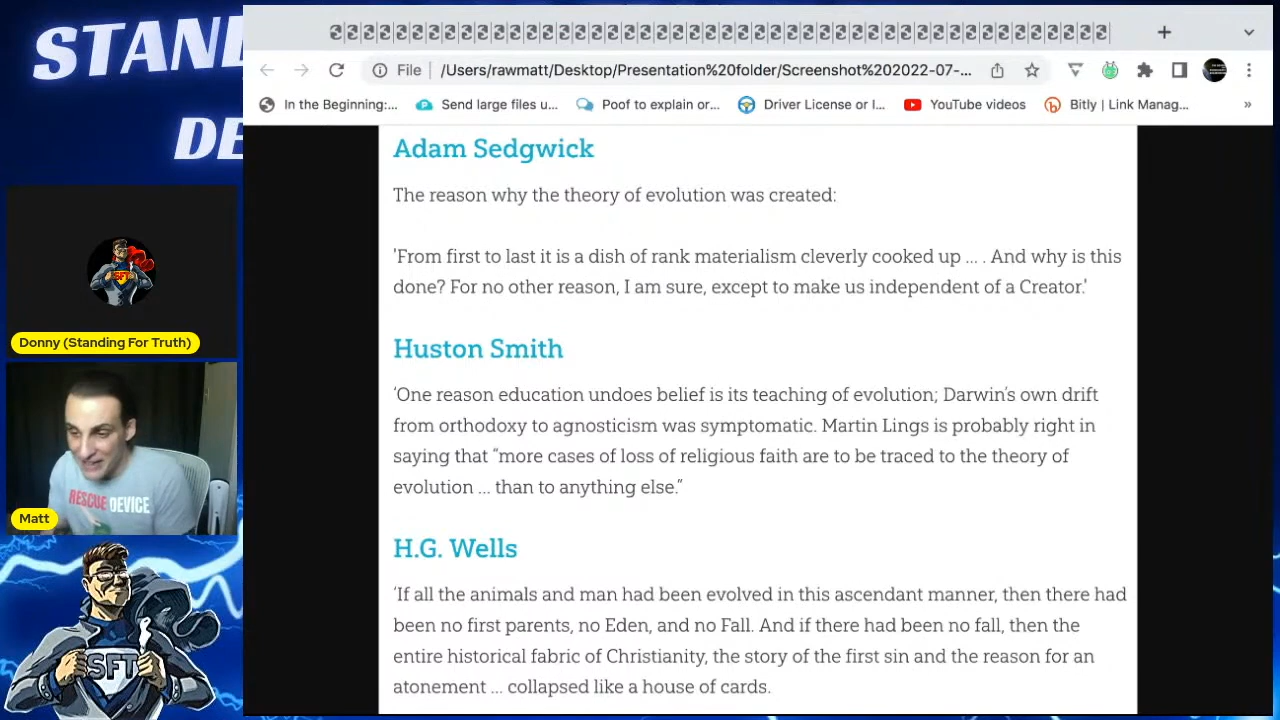 STAND
DE
File
/Users/rawmatt/Desktop/Presentation%20folder/Screenshot%202022-07-...
In the Beginning:...
Send large files u...
Poof to explain or...
Driver License or I...
YouTube videos
Bitly | Link Manag...
»
Adam Sedgwick
The reason why the theory of evolution was created:
'From first to last it is a dish of rank materialism cleverly cooked up ... . And why is this
done? For no other reason, I am sure, except to make us independent of a Creator.'
Huston Smith
‘One reason education undoes belief is its teaching of evolution; Darwin’s own drift
from orthodoxy to agnosticism was symptomatic. Martin Lings is probably right in
saying that “more cases of loss of religious faith are to be traced to the theory of
evolution ... than to anything else.”
H.G. Wells
‘If all the animals and man had been evolved in this ascendant manner, then there had
been no first parents, no Eden, and no Fall. And if there had been no fall, then the
entire historical fabric of Christianity, the story of the first sin and the reason for an
atonement ... collapsed like a house of cards.
SFT
Donny (Standing For Truth)
RESCUE DEVICE
Matt
SFT